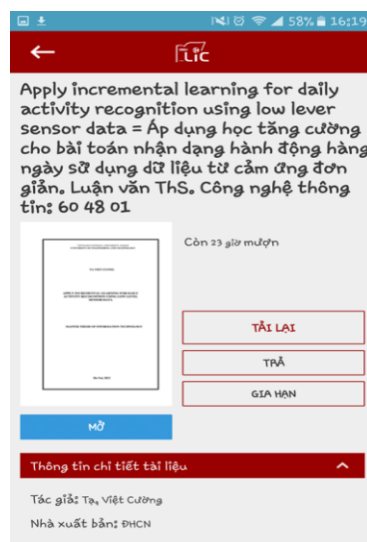 58% 16:19
Lic
Apply incremental learning for daily
activity recognition using low lever
sensor data = Áp dụng học tăng cường
cho bài toán nhận dạng hành động hàng
ngày sử dụng dữ liệu từ cảm ứng đơn
giản. Luận văn ThS. Công nghệ thông
tin: 60 48 01
Còn 23 giờ mượn
TẢI LẠI
TRẢ
GIA HẠN
MỞ
Thông tin chi tiết tài liệu
Tác giả: Tạ, Việt Cường
Nhà xuất bản: ĐHCN